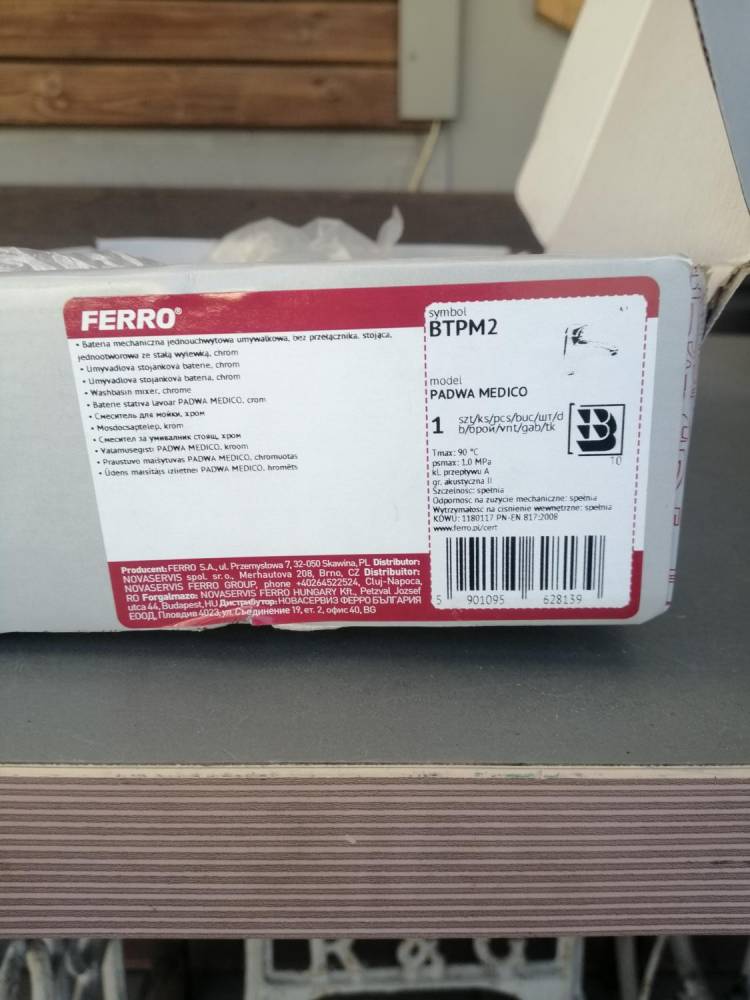 FERRO®
• Bateria mechaniczna jednouchwytowa umywalkowa, bez przełącznika, stojąca,
jednootworowa ze stałą wylewką, chrom
• Umyvadlová stojánková baterie, chrom
• Umývadlová stojánková batéria, chróm
• Washbasin mixer, chrome
• Baterie stativa lavoar PADWA MEDICO, crom
• Смеситель для мойки, хром
• Mosdócsaptelep, króm
• Смесител за умивалник стоящ, хром
• Valamusegisti PADWA MEDICO, kroom
• Praustuvo maišytuvas PADWA MEDICO, chromuotas
• Ūdens maisītājs izlietnei PADWA MEDICO, hromēts
Producent: FERRO S.A., ul. Przemysłowa 7, 32-050 Skawina, PL Distributor:
NOVASERVIS spol. sr.o., Merhautova 208, Brno, CZ Distribuitor:
NOVASERVIS FERRO GROUP, phone +40264522524, Cluj-Napoca,
RO Forgalmazo: NOVASERVIS FERRO HUNGARY Kft., Petzval Jozsef
utca 44, Budapest, HU Дистрибутор: НОВАСЕРВИЗ ФЕРРО БЪЛГАРИЯ
ЕООД, Пловдив 4023, ул. Съединение 19, ет. 2, офис 40, BG
symbol
BTPM2
model
PADWA MEDICO
1 szt/ks/pcs/buc/шт/d
b/брой/vnt/gab/tk
B
10
Tmax: 90 °C
psmax: 1.0 MPa
kl. przepływu A
gr. akustyczna II
Szczelność: spełnia
Odporność na zużycie mechaniczne: spełnia
Wytrzymałość na ciśnienie wewnętrzne: spełnia
KDWU: 1180117 PN-EN 817:2008
www.ferro.pl/cert
5 901095 628139
K & G